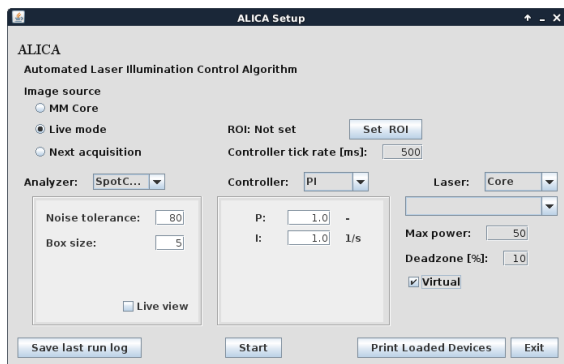 ALICA Setup
ALICA
Automated Laser Illumination Control Algorithm
Image source
MM Core
Live mode
ROI: Not set
Set ROI
Next acquisition
Controller tick rate [ms]:
500
Analyzer:
SpotC...
Controller:
PI
Laser:
Core
Noise tolerance:
80
Box size:
5
Live view
P:
1.0
-
I:
1.0
1/s
Max power:
50
Deadzone [%]:
10
Virtual
Save last run log
Start
Print Loaded Devices
Exit